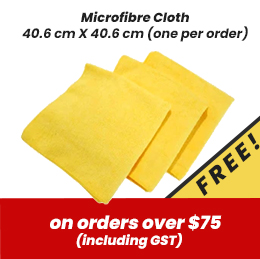 Microfibre Cloth
40.6 cm X 40.6 cm (one per order)
FREE!
on orders over $75
(including GST)